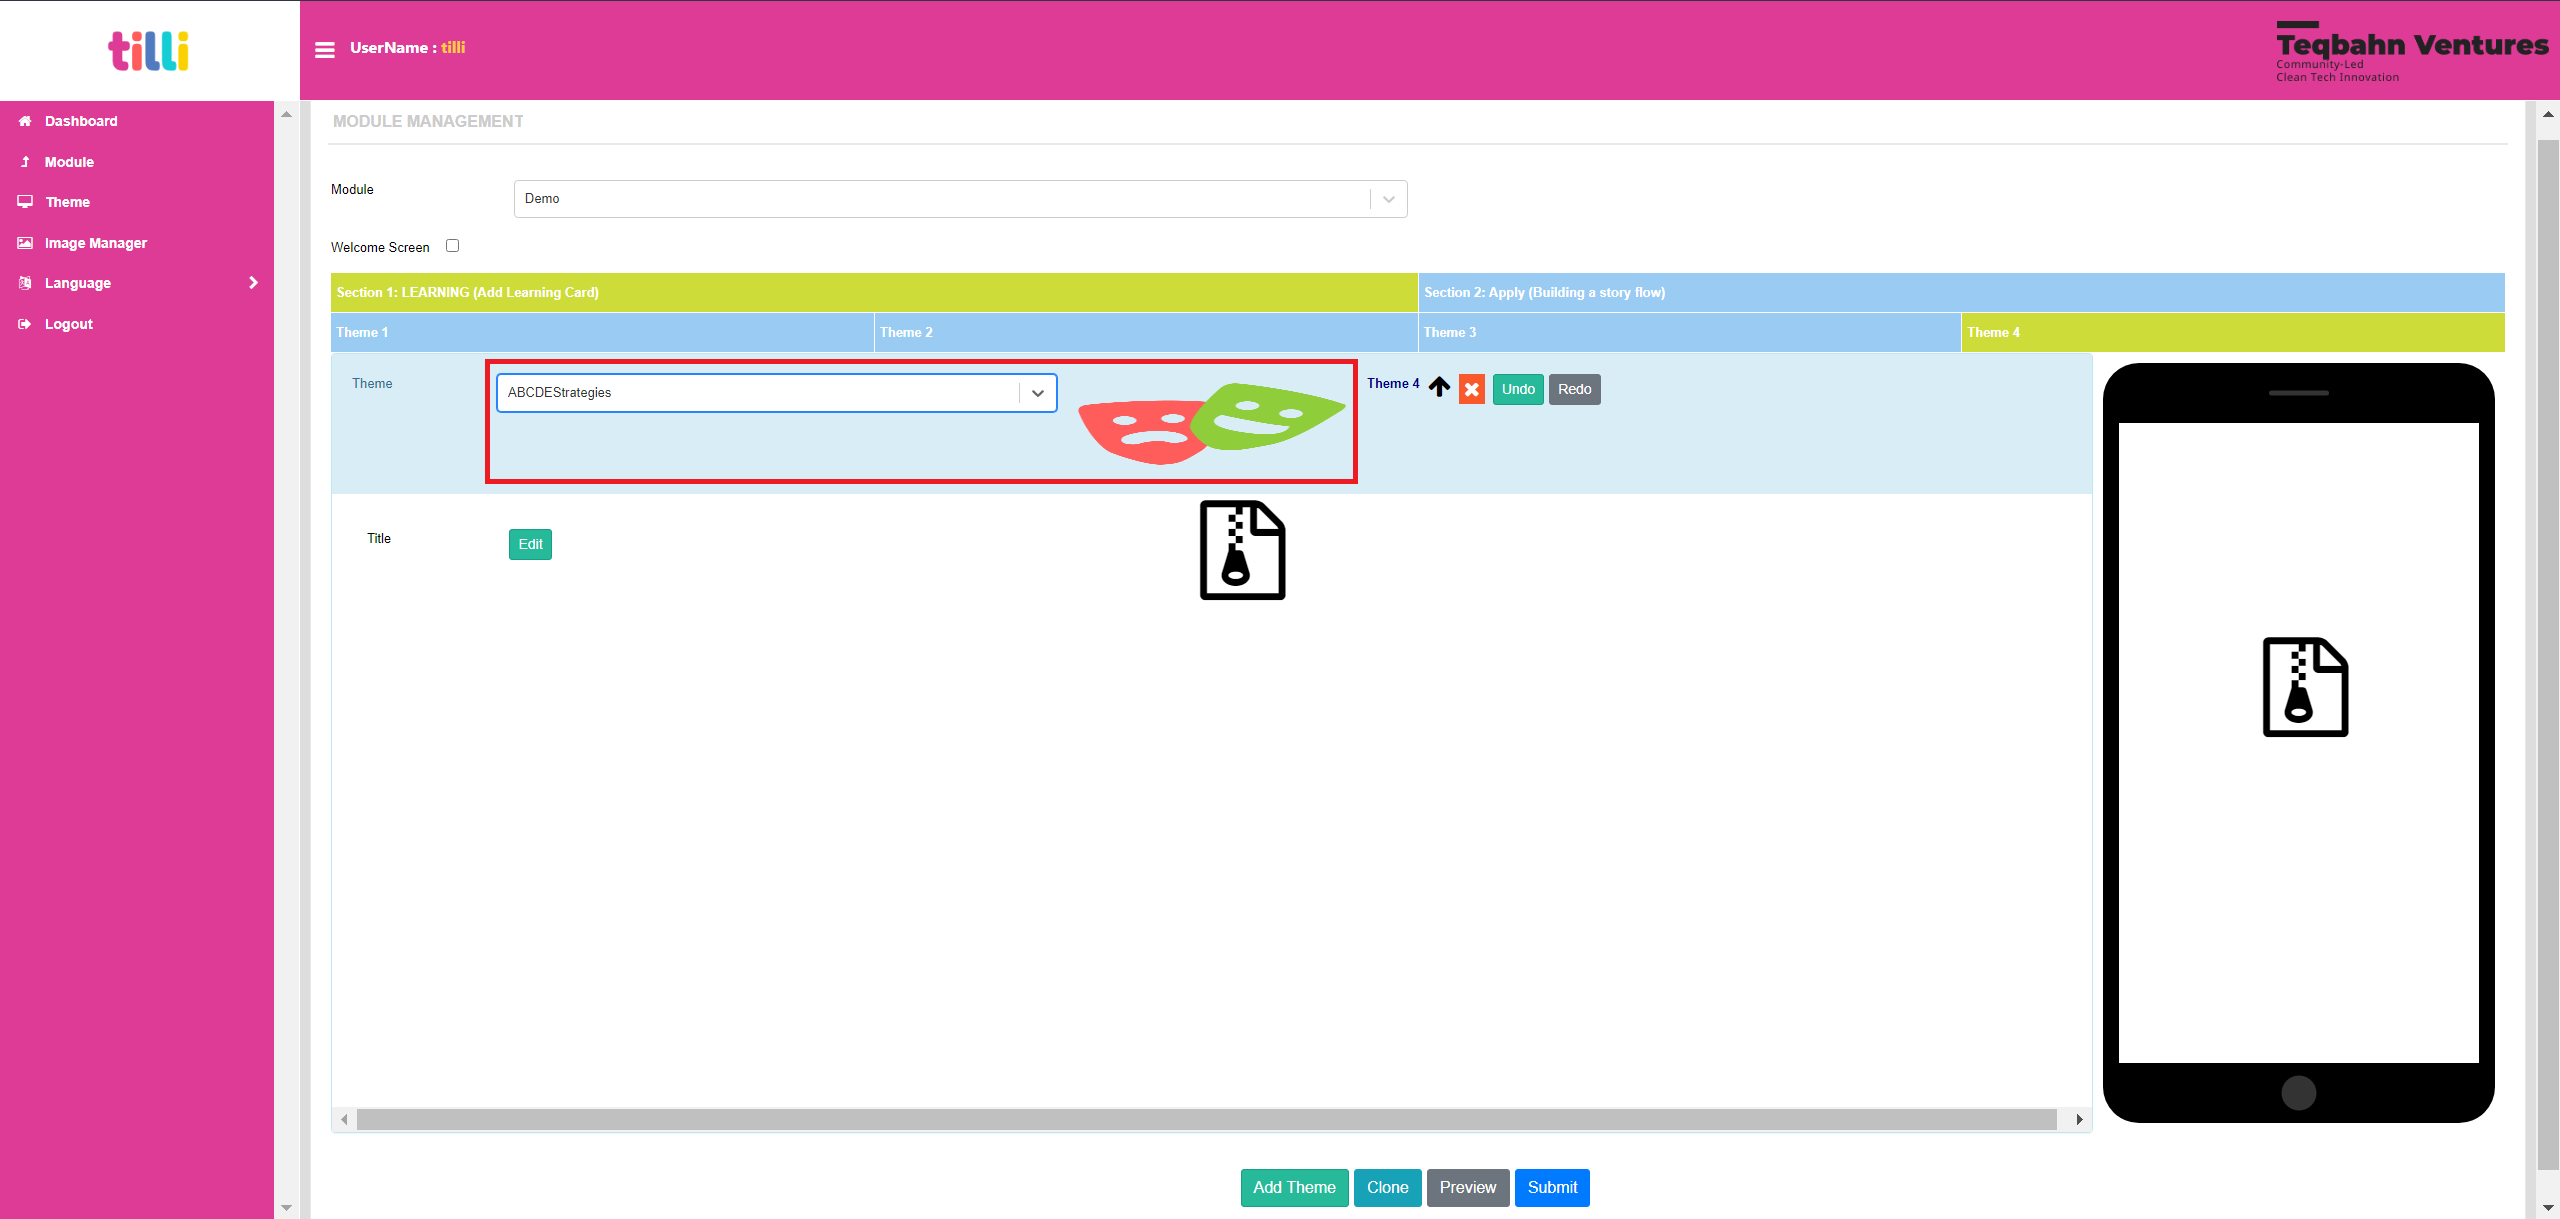 tilli
UserName : tilli
Teqbahn Ventures
Community-Led
Clean Tech Innovation
Dashboard
Module
Theme
Image Manager
Language
Logout
MODULE MANAGEMENT
Module
Demo
Welcome Screen
Section 1: LEARNING (Add Learning Card)
Section 2: Apply (Building a story flow)
Theme 1
Theme 2
Theme 3
Theme 4
Theme
ABCDEStrategies
Theme 4
Undo
Redo
Title
Edit
Add Theme
Clone
Preview
Submit